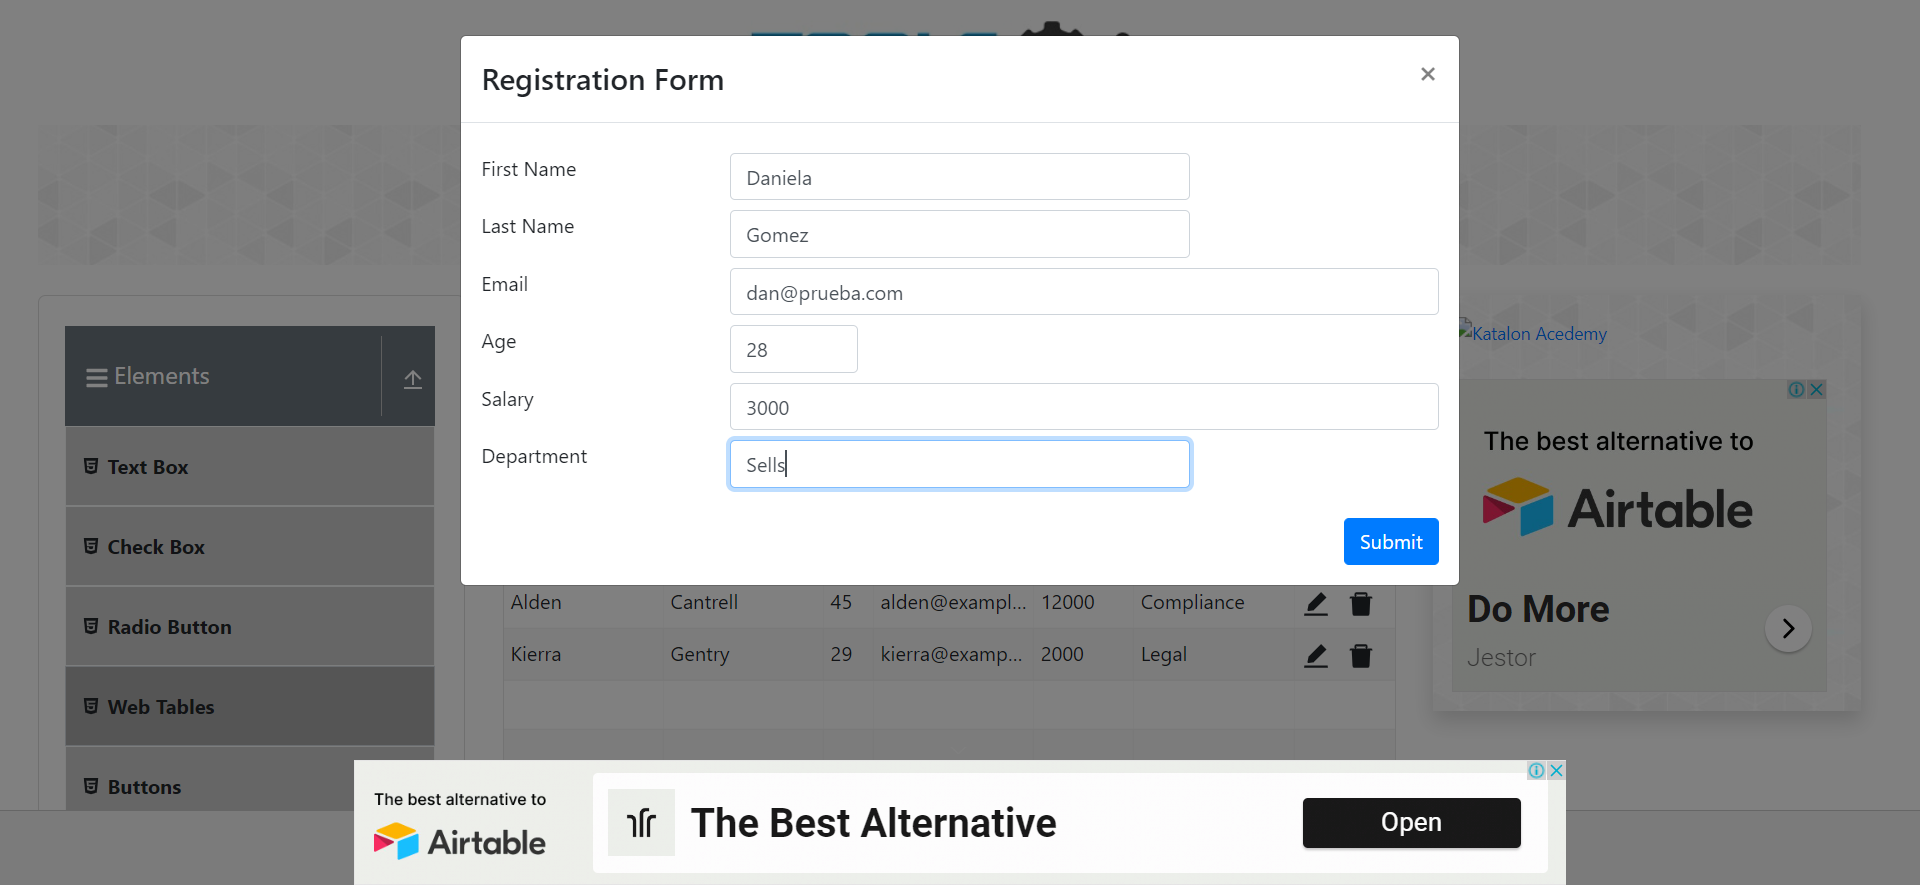 Registration Form
×
First Name
Daniela
Last Name
Gomez
Email
dan@prueba.com
Age
28
Salary
3000
Department
Sells
Submit
Elements
Text Box
Check Box
Radio Button
Web Tables
Buttons
Alden Cantrell 45 alden@exampl... 12000 Compliance
Kierra Gentry 29 kierra@examp... 2000 Legal
Katalon Acedemy
The best alternative to
Airtable
Do More
Jestor
The best alternative to
Airtable
The Best Alternative
Open